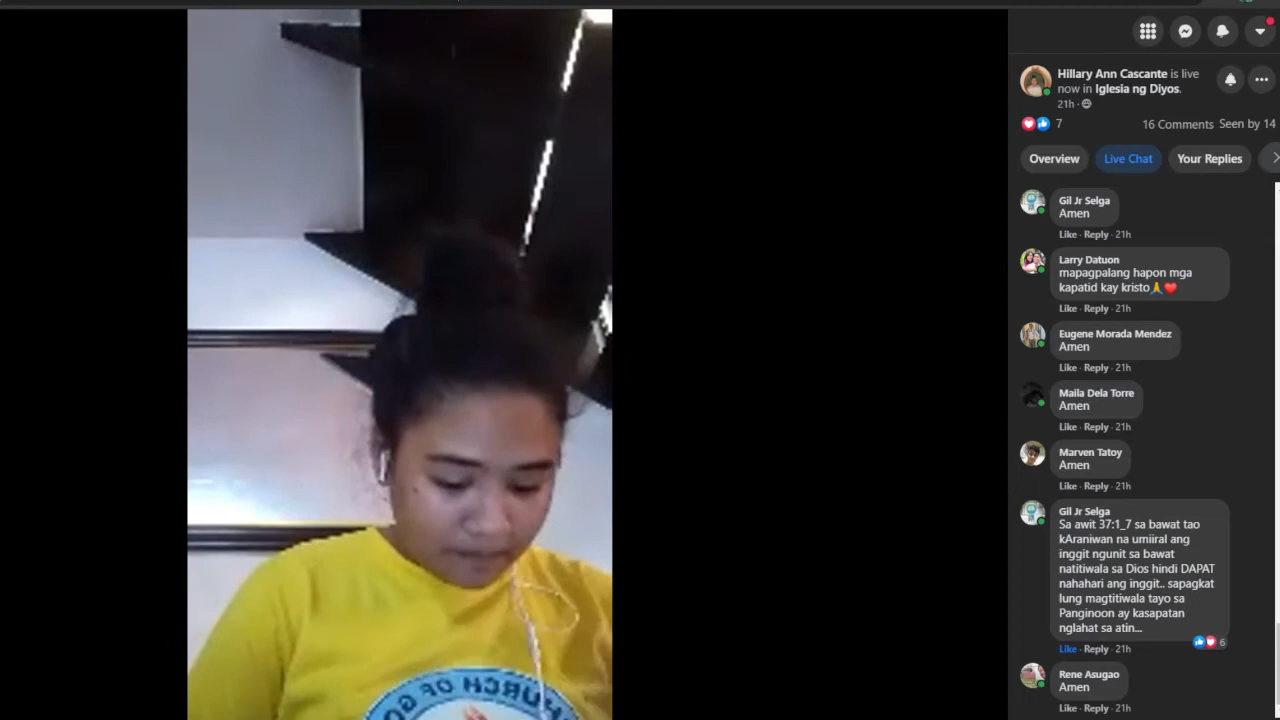 Hillary Ann Cascante is live
now in Iglesia ng Diyos.
21h ·
7
16 Comments Seen by 14
Overview
Live Chat
Your Replies
Gil Jr Selga
Amen
Like · Reply · 21h
Larry Datuon
mapagpalang hapon mga
kapatid kay kristo🙏❤️
Like · Reply · 21h
Eugene Morada Mendez
Amen
Like · Reply · 21h
Maila Dela Torre
Amen
Like · Reply · 21h
Marven Tatoy
Amen
Like · Reply · 21h
Gil Jr Selga
Sa awit 37:1_7 sa bawat tao
kAraniwan na umiiral ang
inggit ngunit sa bawat
natitiwala sa Dios hindi DAPAT
nahahari ang inggit.. sapagkat
lung magtitiwala tayo sa
Panginoon ay kasapatan
nglahat sa atin...
6
Like · Reply · 21h
Rene Asugao
Amen
Like · Reply · 21h
CHURCH OF GO